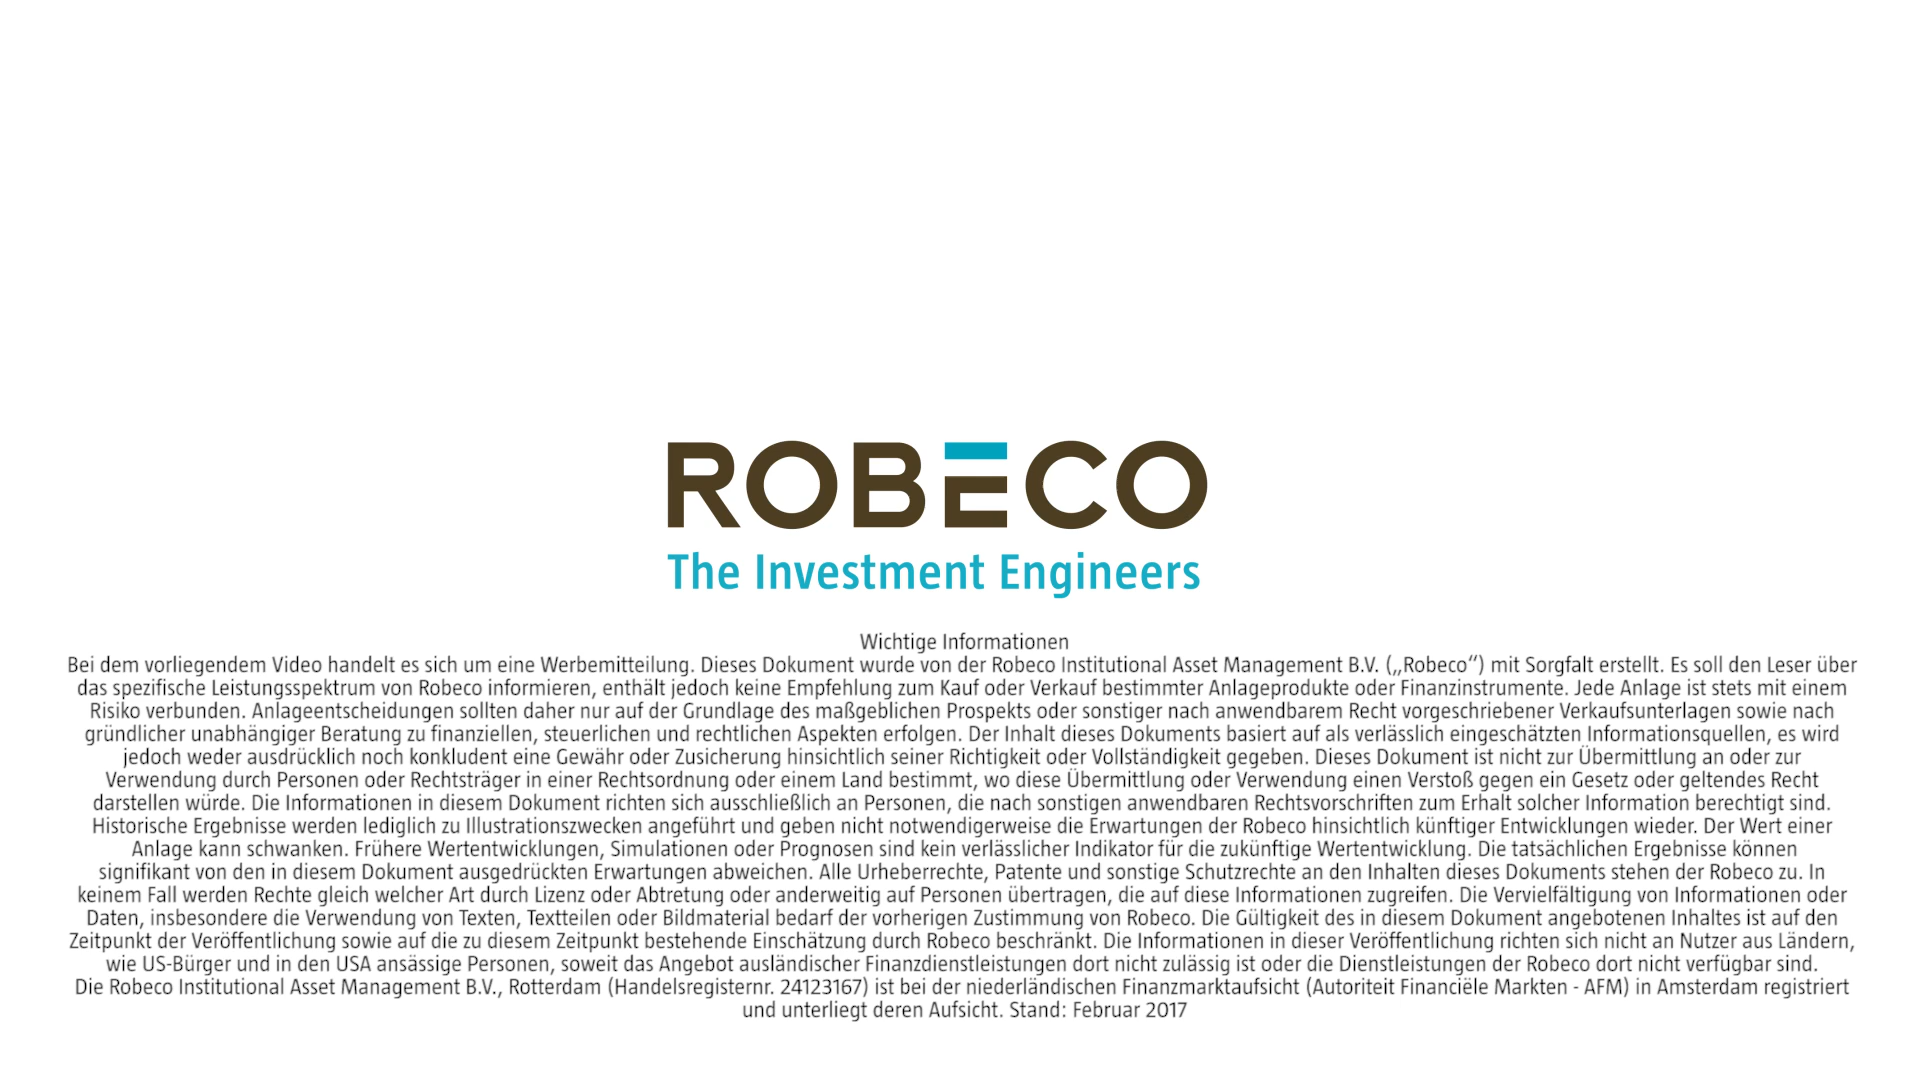 ROBECO
The Investment Engineers
Wichtige Informationen
Bei dem vorliegendem Video handelt es sich um eine Werbemitteilung. Dieses Dokument wurde von der Robeco Institutional Asset Management B.V. („Robeco“) mit Sorgfalt erstellt. Es soll den Leser über
das spezifische Leistungsspektrum von Robeco informieren, enthält jedoch keine Empfehlung zum Kauf oder Verkauf bestimmter Anlageprodukte oder Finanzinstrumente. Jede Anlage ist stets mit einem
Risiko verbunden. Anlageentscheidungen sollten daher nur auf der Grundlage des maßgeblichen Prospekts oder sonstiger nach anwendbarem Recht vorgeschriebener Verkaufsunterlagen sowie nach
gründlicher unabhängiger Beratung zu finanziellen, steuerlichen und rechtlichen Aspekten erfolgen. Der Inhalt dieses Dokuments basiert auf als verlässlich eingeschätzten Informationsquellen, es wird
jedoch weder ausdrücklich noch konkludent eine Gewähr oder Zusicherung hinsichtlich seiner Richtigkeit oder Vollständigkeit gegeben. Dieses Dokument ist nicht zur Übermittlung an oder zur
Verwendung durch Personen oder Rechtsträger in einer Rechtsordnung oder einem Land bestimmt, wo diese Übermittlung oder Verwendung einen Verstoß gegen ein Gesetz oder geltendes Recht
darstellen würde. Die Informationen in diesem Dokument richten sich ausschließlich an Personen, die nach sonstigen anwendbaren Rechtsvorschriften zum Erhalt solcher Information berechtigt sind.
Historische Ergebnisse werden lediglich zu Illustrationszwecken angeführt und geben nicht notwendigerweise die Erwartungen der Robeco hinsichtlich künftiger Entwicklungen wieder. Der Wert einer
Anlage kann schwanken. Frühere Wertentwicklungen, Simulationen oder Prognosen sind kein verlässlicher Indikator für die zukünftige Wertentwicklung. Die tatsächlichen Ergebnisse können
signifikant von den in diesem Dokument ausgedrückten Erwartungen abweichen. Alle Urheberrechte, Patente und sonstige Schutzrechte an den Inhalten dieses Dokuments stehen der Robeco zu. In
keinem Fall werden Rechte gleich welcher Art durch Lizenz oder Abtretung oder anderweitig auf Personen übertragen, die auf diese Informationen zugreifen. Die Vervielfältigung von Informationen oder
Daten, insbesondere die Verwendung von Texten, Textteilen oder Bildmaterial bedarf der vorherigen Zustimmung von Robeco. Die Gültigkeit des in diesem Dokument angebotenen Inhaltes ist auf den
Zeitpunkt der Veröffentlichung sowie auf die zu diesem Zeitpunkt bestehende Einschätzung durch Robeco beschränkt. Die Informationen in dieser Veröffentlichung richten sich nicht an Nutzer aus Ländern,
wie US-Bürger und in den USA ansässige Personen, soweit das Angebot ausländischer Finanzdienstleistungen dort nicht zulässig ist oder die Dienstleistungen der Robeco dort nicht verfügbar sind.
Die Robeco Institutional Asset Management B.V., Rotterdam (Handelsregisternr. 24123167) ist bei der niederländischen Finanzmarktaufsicht (Autoriteit Financiële Markten - AFM) in Amsterdam registriert
und unterliegt deren Aufsicht. Stand: Februar 2017